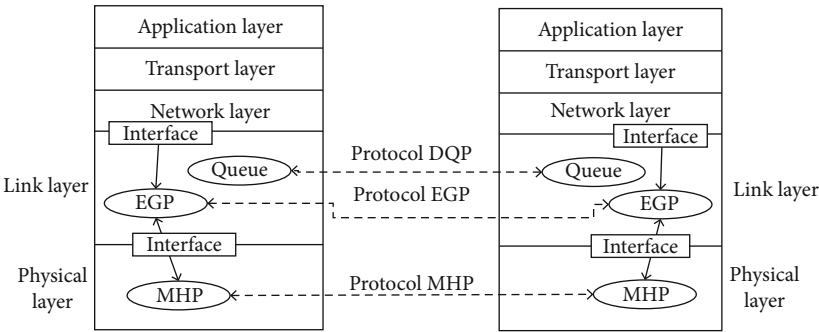 Application layer
Application layer
Transport layer
Transport layer
Network layer
Network layer
Interface
Interface
Protocol DQP
Queue
Queue
Link layer
Protocol EGP
Link layer
EGP
EGP
Interface
Interface
Physical
layer
Protocol MHP
Physical
layer
MHP
MHP